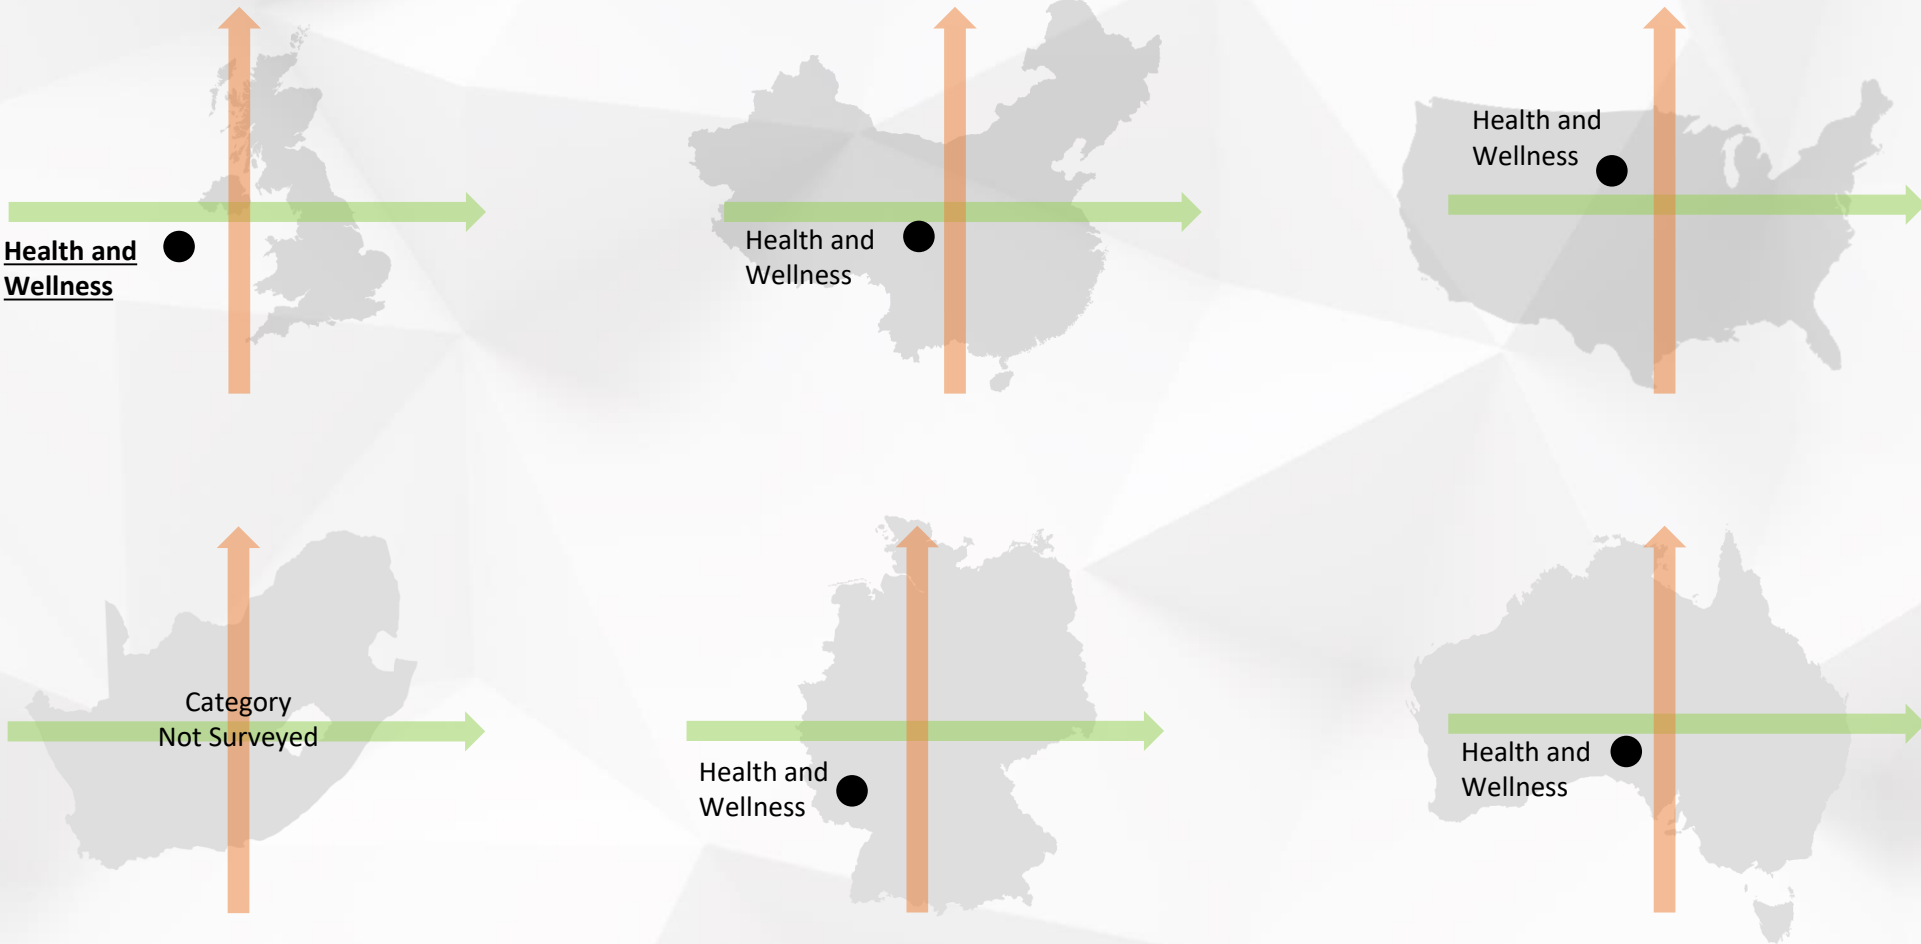 Health and
Wellness
Health and
Wellness
Health and
Wellness
Category
Not Surveyed
Health and
Wellness
Health and
Wellness